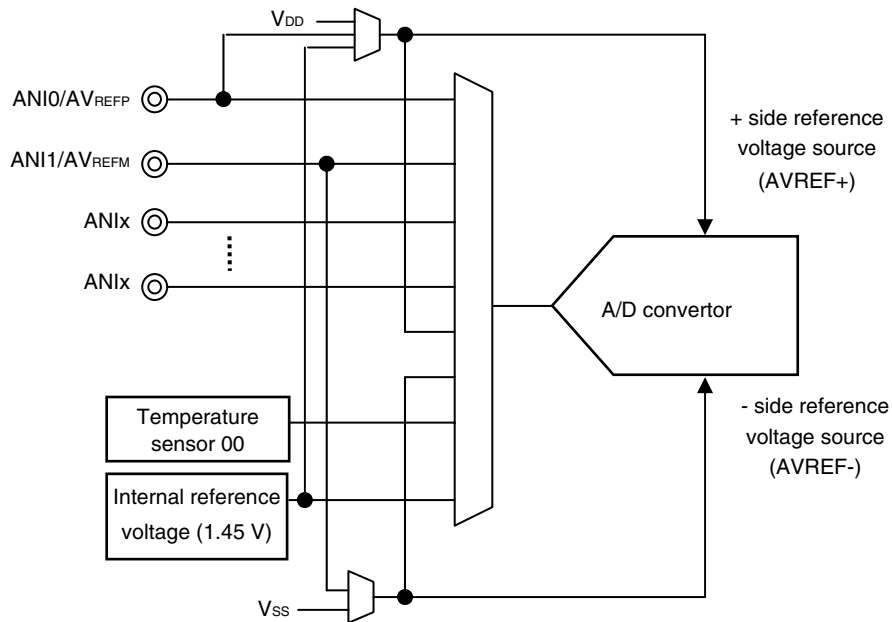 VDD
ANI0/AVREFP
ANI1/AVREFM
ANIx
ANIx
+ side reference
voltage source
(AVREF+)
A/D convertor
Temperature
sensor 00
Internal reference
voltage (1.45 V)
- side reference
voltage source
(AVREF-)
VSS